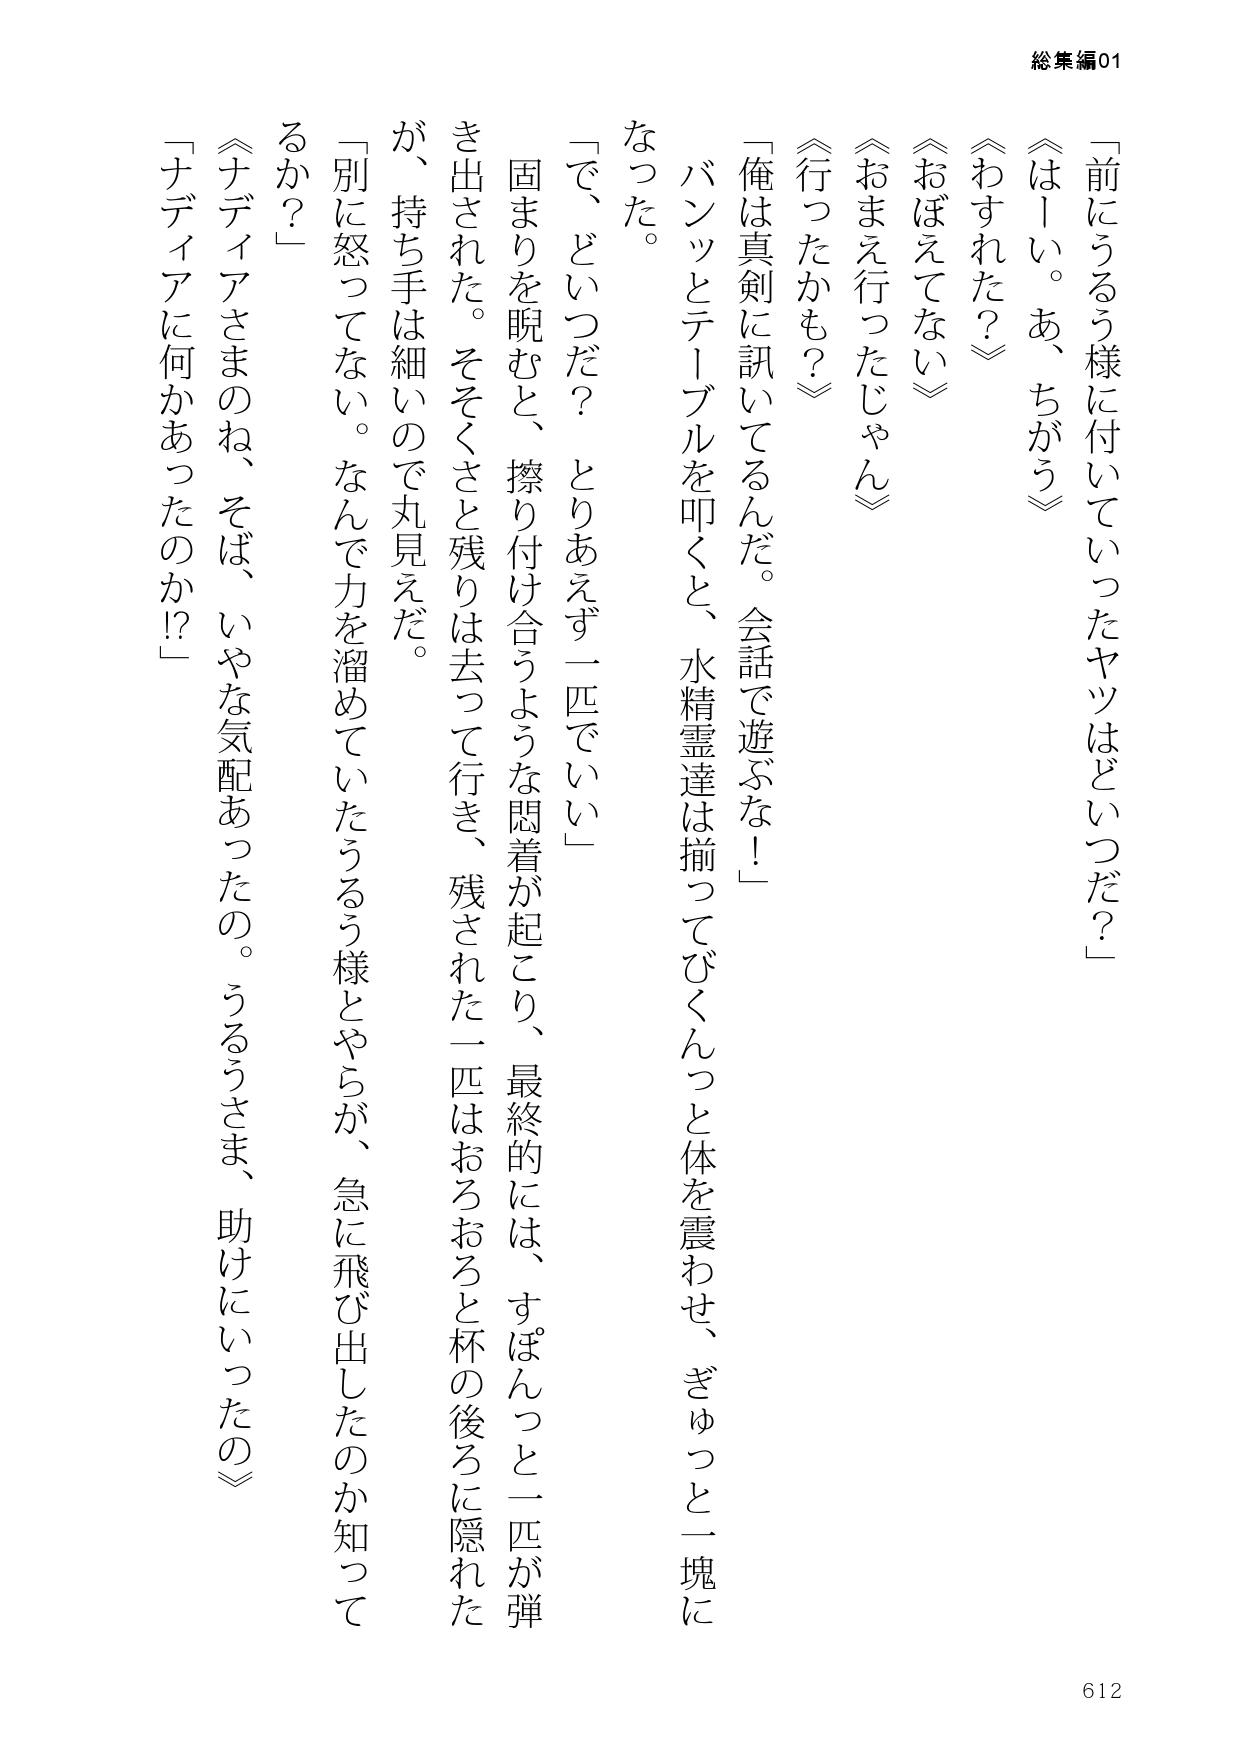 総集編01
「前にうるう様に付いていったヤツはどいつだ？」
《はーい。あ、ちがう》
《わすれた？》
《おぼえてない》
《おまえ行ったじゃん》
《行ったかも？》
「俺は真剣に訊いてるんだ。会話で遊ぶな！」
　バンッとテーブルを叩くと、水精霊達は揃ってびくんっと体を震わせ、ぎゅっと一塊に
なった。
「で、どいつだ？　とりあえず一匹でいい」
　固まりを睨むと、擦り付け合うような悶着が起こり、最終的には、すぽんっと一匹が弾
き出された。そそくさと残りは去って行き、残された一匹はおろおろと杯の後ろに隠れた
が、持ち手は細いので丸見えだ。
「別に怒ってない。なんで力を溜めていたうるう様とやらが、急に飛び出したのか知って
るか？」
《ナディアさまのね、そば、いやな気配あったの。うるうさま、助けにいったの》
「ナディアに何かあったのか!?」
612